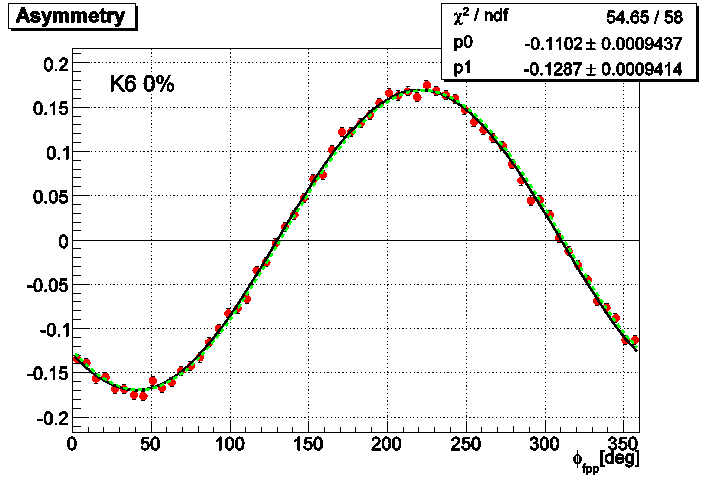 Asymmetry
χ² / ndf 54.65 / 58
p0 -0.1102 ± 0.0009437
p1 -0.1287 ± 0.0009414
K6 0%
0.2
0.15
0.1
0.05
0
-0.05
-0.1
-0.15
-0.2
0 50 100 150 200 250 300 350
ϕfpp[deg]